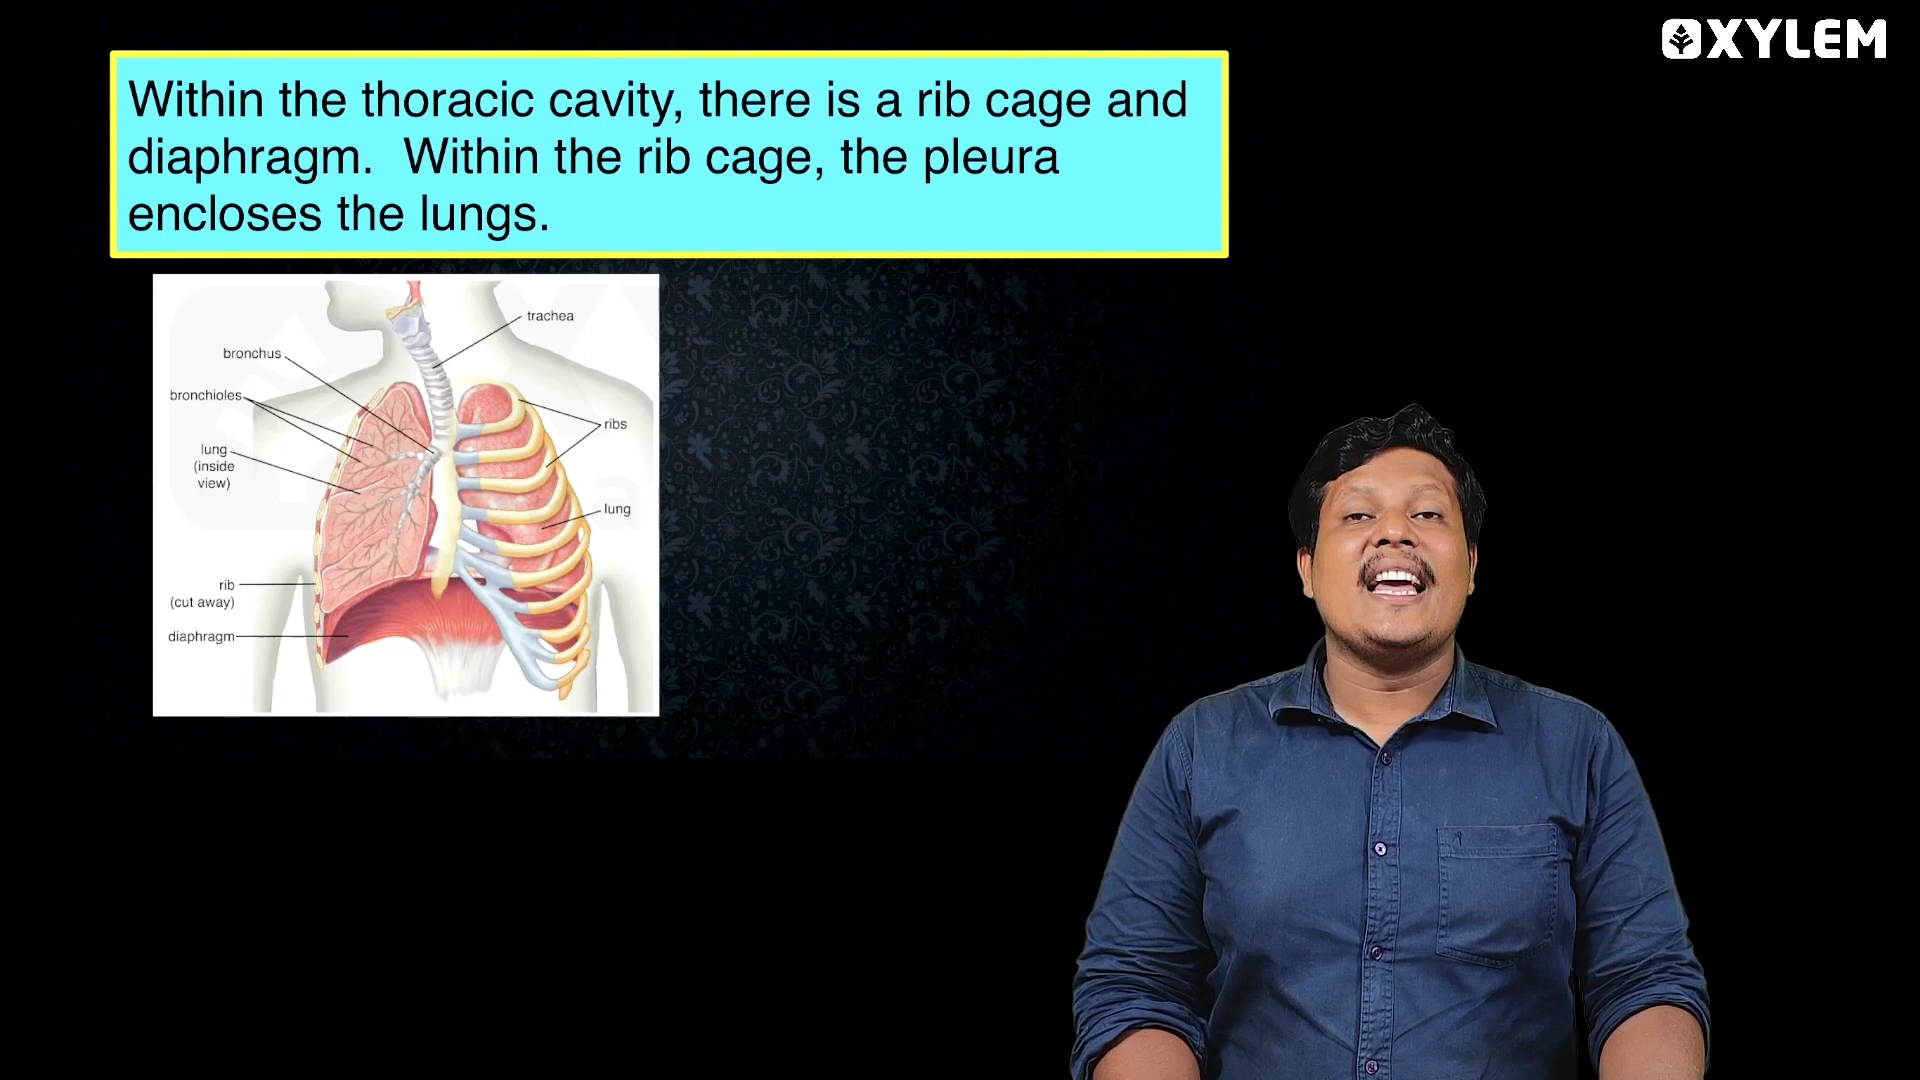 XYLEM
Within the thoracic cavity, there is a rib cage and
diaphragm.  Within the rib cage, the pleura
encloses the lungs.
trachea
bronchus
bronchioles
ribs
lung
(inside
view)
lung
rib
(cut away)
diaphragm